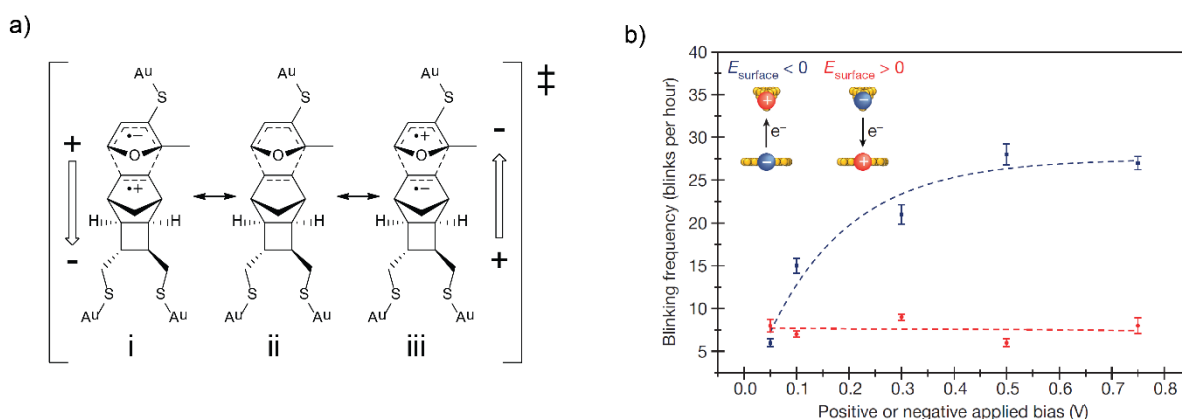 a)
Au
S
•−
O
•+
H H
S S
Au Au
i
Au
S
O
H H
S S
Au Au
ii
Au
S
•+
O
•−
H H
S S
Au Au
iii
+
-
-
+
‡
b)
E surface < 0 E surface > 0
+ −
e− e−
− +
Blinking frequency (blinks per hour)
40
35
30
25
20
15
10
5
0.0 0.1 0.2 0.3 0.4 0.5 0.6 0.7 0.8
Positive or negative applied bias (V)